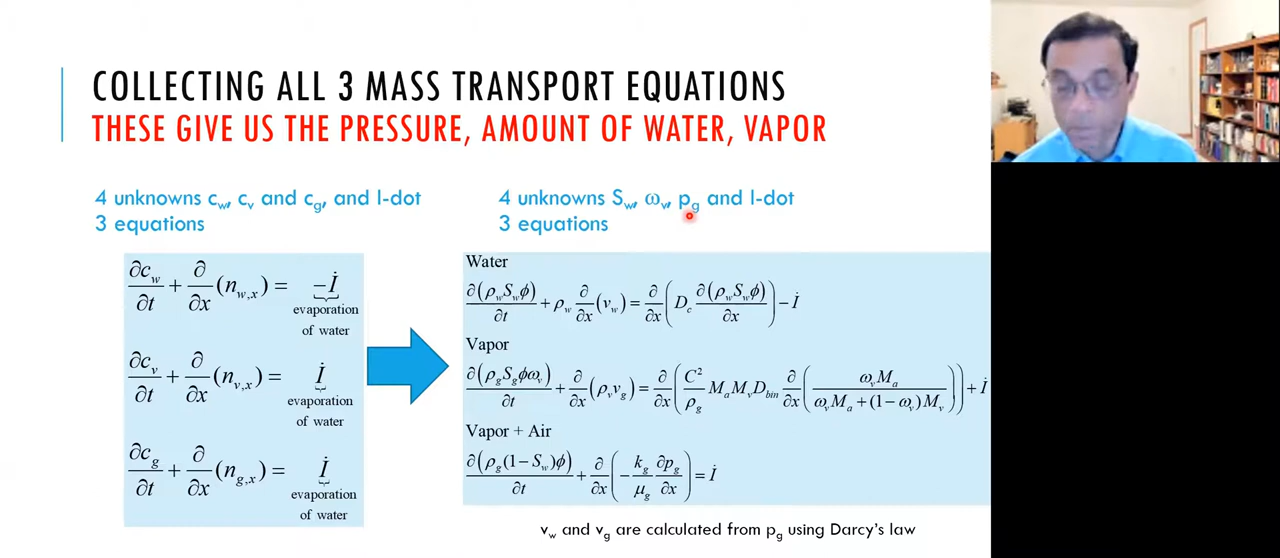 COLLECTING ALL 3 MASS TRANSPORT EQUATIONS
THESE GIVE US THE PRESSURE, AMOUNT OF WATER, VAPOR
4 unknowns c_w, c_v and c_g, and I-dot
3 equations
∂c_w/∂t + ∂/∂x (n_{w,x}) = −İ
evaporation
of water
∂c_v/∂t + ∂/∂x (n_{v,x}) = İ
evaporation
of water
∂c_g/∂t + ∂/∂x (n_{g,x}) = İ
evaporation
of water
4 unknowns S_w, ω_v, p_g and I-dot
3 equations
Water
∂(ρ_w S_w ϕ)/∂t + ρ_w ∂/∂x (v_w) = ∂/∂x (D_c ∂(ρ_w S_w ϕ)/∂x) − İ
Vapor
∂(ρ_g S_g ϕω_v)/∂t + ∂/∂x (ρ_v v_g) = ∂/∂x (C²/ρ_g M_a M_v D_bin ∂/∂x (ω_v M_a/(ω_v M_a + (1−ω_v)M_v))) + İ
Vapor + Air
∂(ρ_g (1−S_w)ϕ)/∂t + ∂/∂x (−k_g/μ_g ∂p_g/∂x) = İ
v_w and v_g are calculated from p_g using Darcy's law